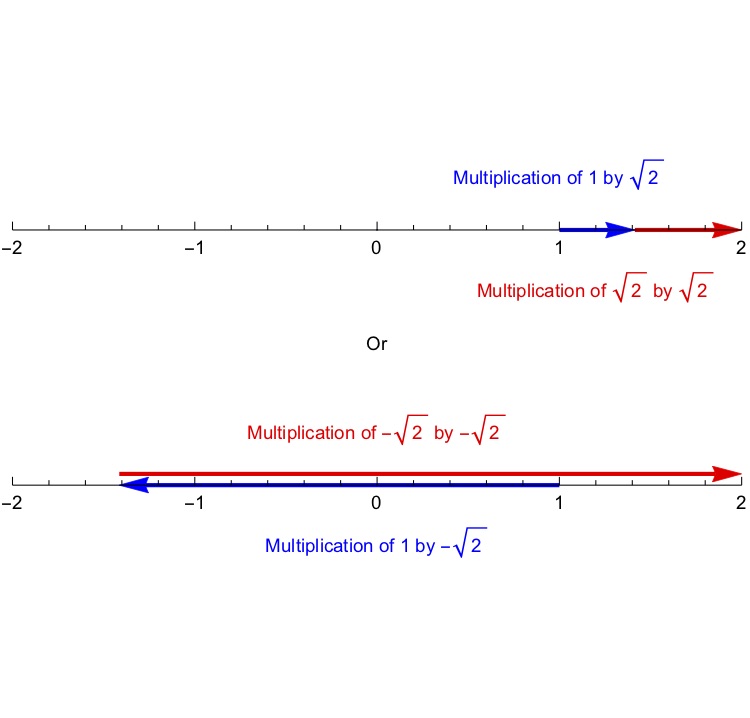 Multiplication of 1 by √2
−2 −1 0 1 2
Multiplication of √2 by √2
Or
Multiplication of −√2 by −√2
−2 −1 0 1 2
Multiplication of 1 by −√2